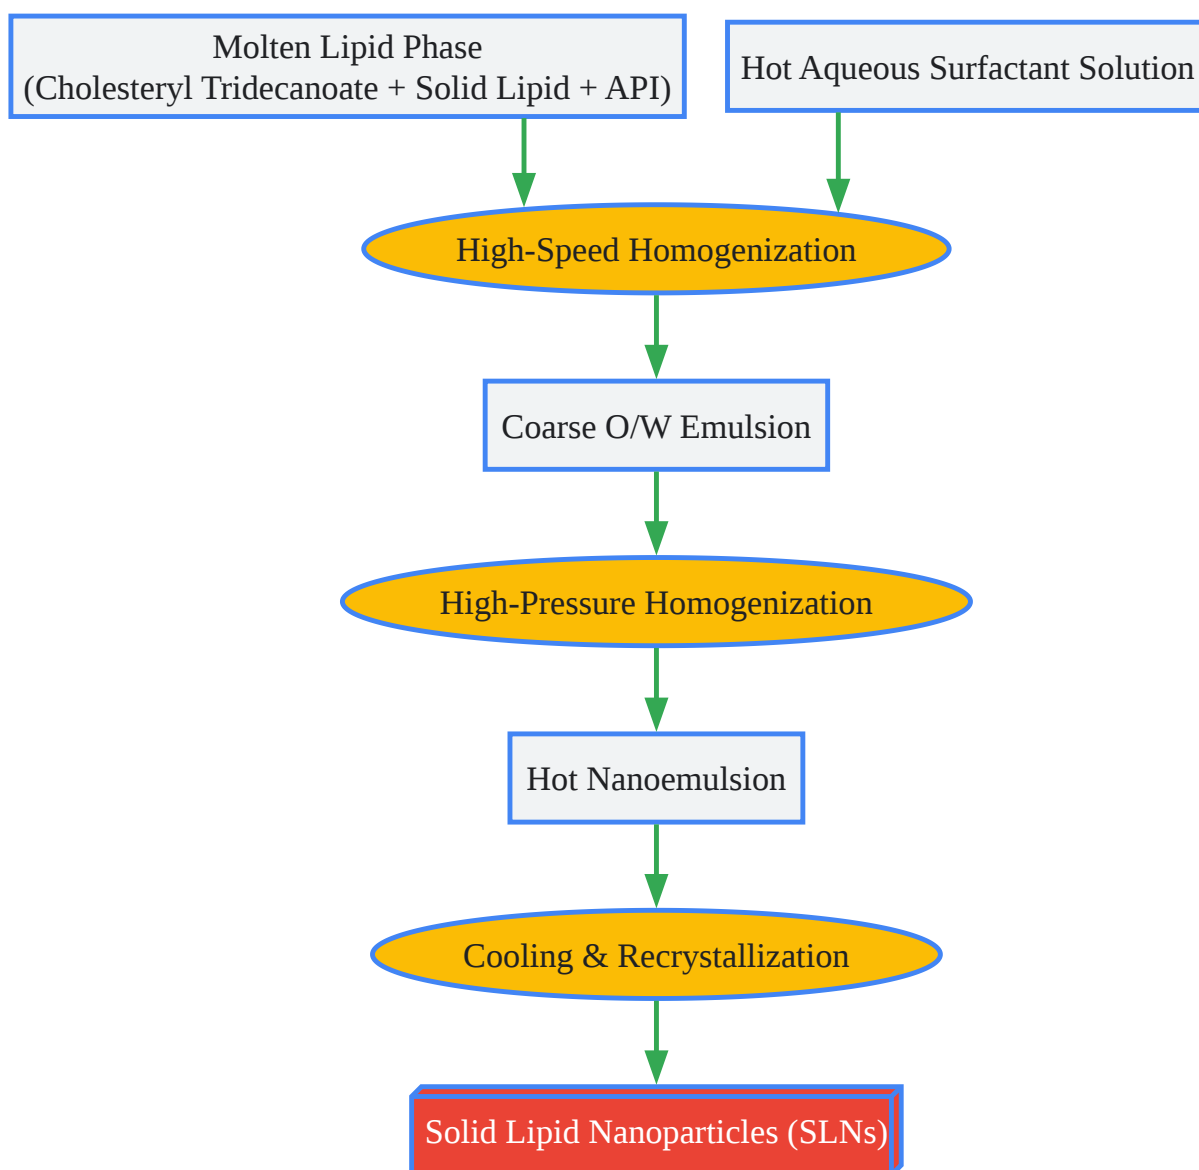 Molten Lipid Phase
(Cholesteryl Tridecanoate + Solid Lipid + API)
Hot Aqueous Surfactant Solution
High-Speed Homogenization
Coarse O/W Emulsion
High-Pressure Homogenization
Hot Nanoemulsion
Cooling & Recrystallization
Solid Lipid Nanoparticles (SLNs)